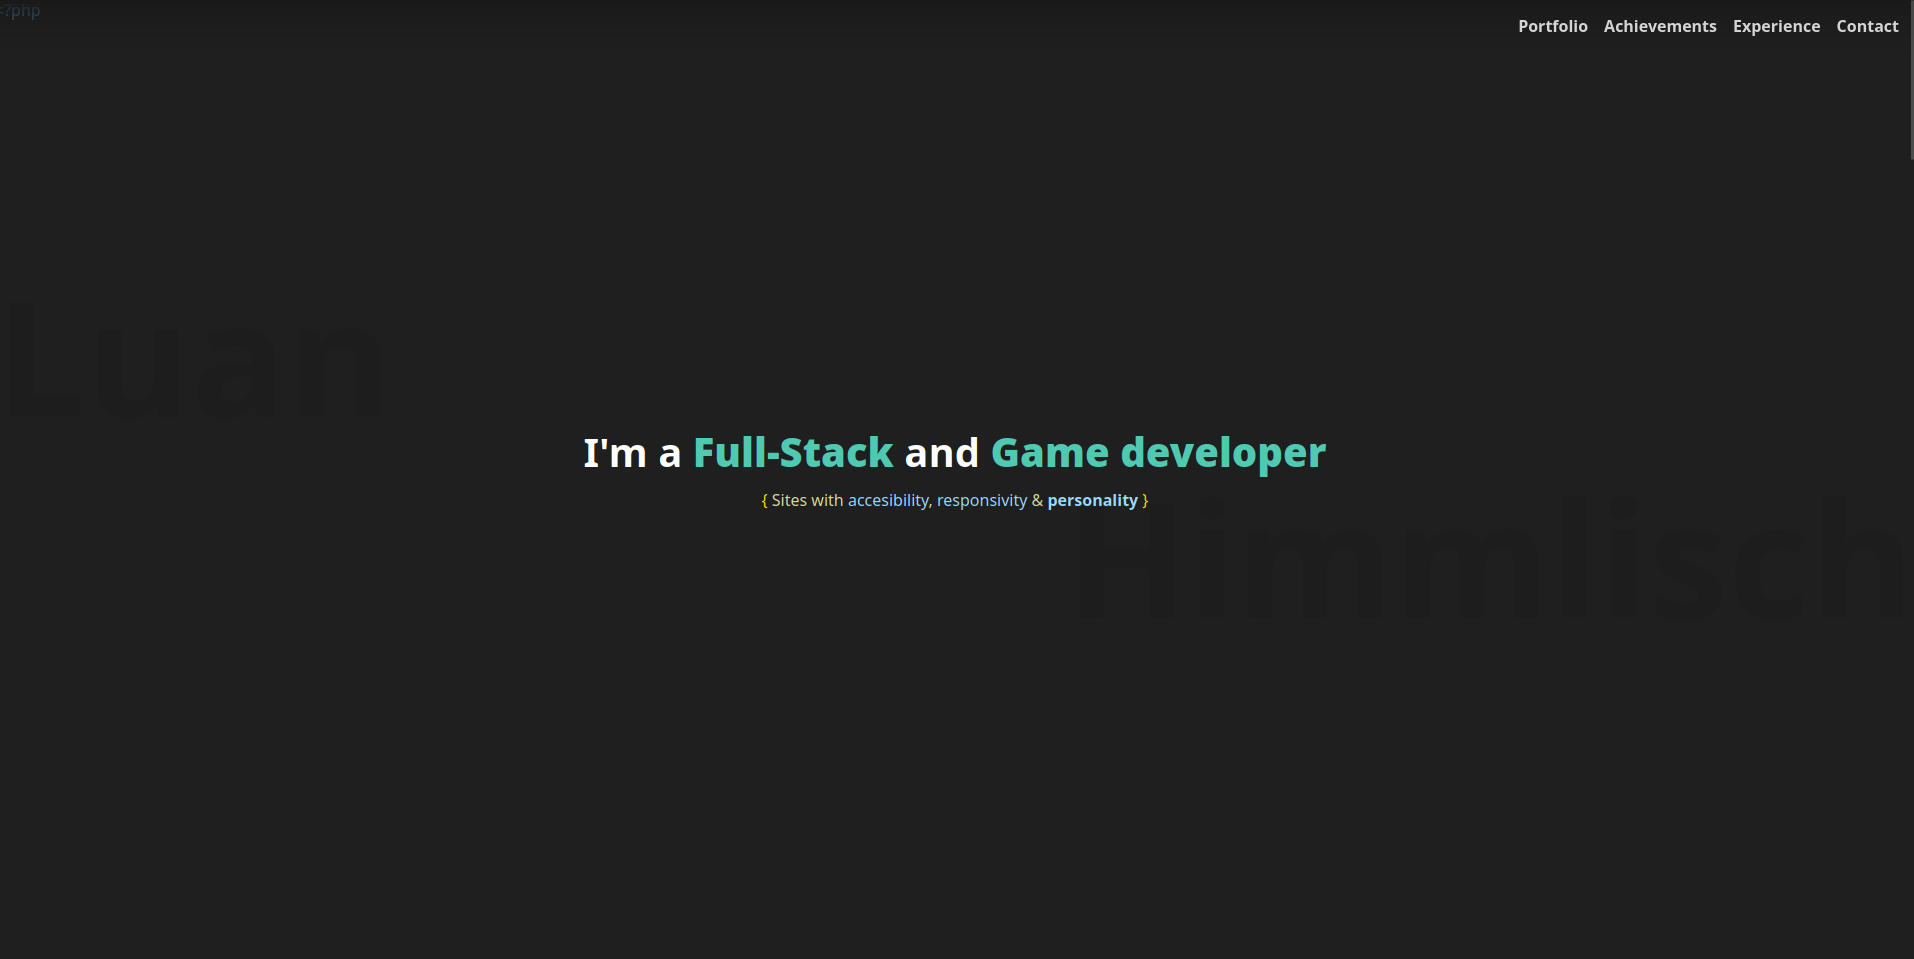 <?php
Portfolio Achievements Experience Contact
Luan
I'm a Full-Stack and Game developer
{ Sites with accesibility, responsivity & personality }
Himmlisch